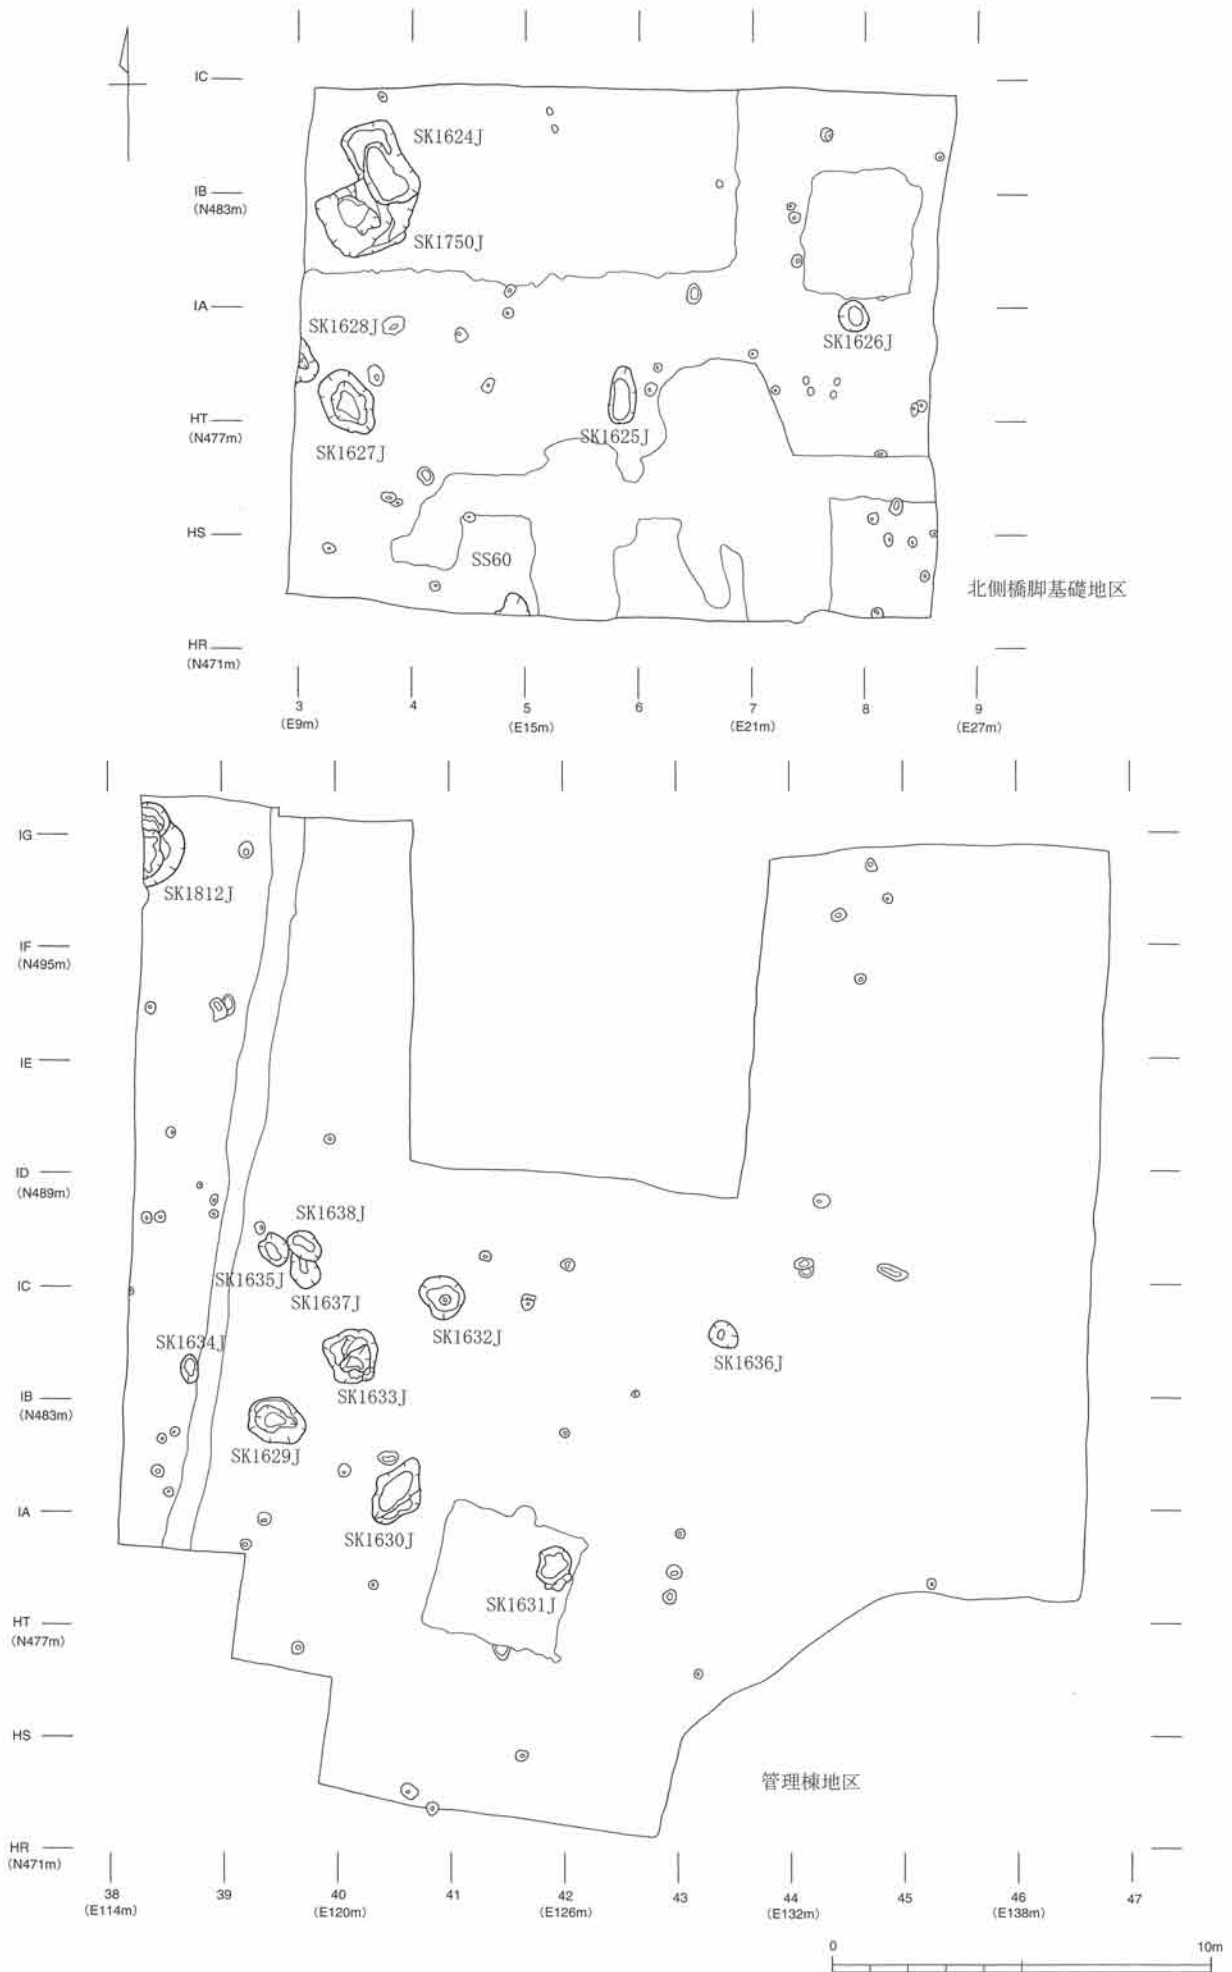 IC
SK1624J
IB
(N483m)
SK1750J
IA
SK1628J
SK1626J
HT
(N477m)
SK1625J
SK1627J
HS
SS60
北側橋脚基礎地区
HR
(N471m)
3 4 5 6 7 8 9
(E9m) (E15m) (E21m) (E27m)
IG
SK1812J
IF
(N495m)
IE
ID
(N489m)
SK1638J
SK1635J
IC
SK1637J
SK1632J
SK1634J
SK1636J
IB
(N483m)
SK1633J
SK1629J
IA
SK1630J
SK1631J
HT
(N477m)
HS
管理棟地区
HR
(N471m)
38 39 40 41 42 43 44 45 46 47
(E114m) (E120m) (E126m) (E132m) (E138m)
0 10m